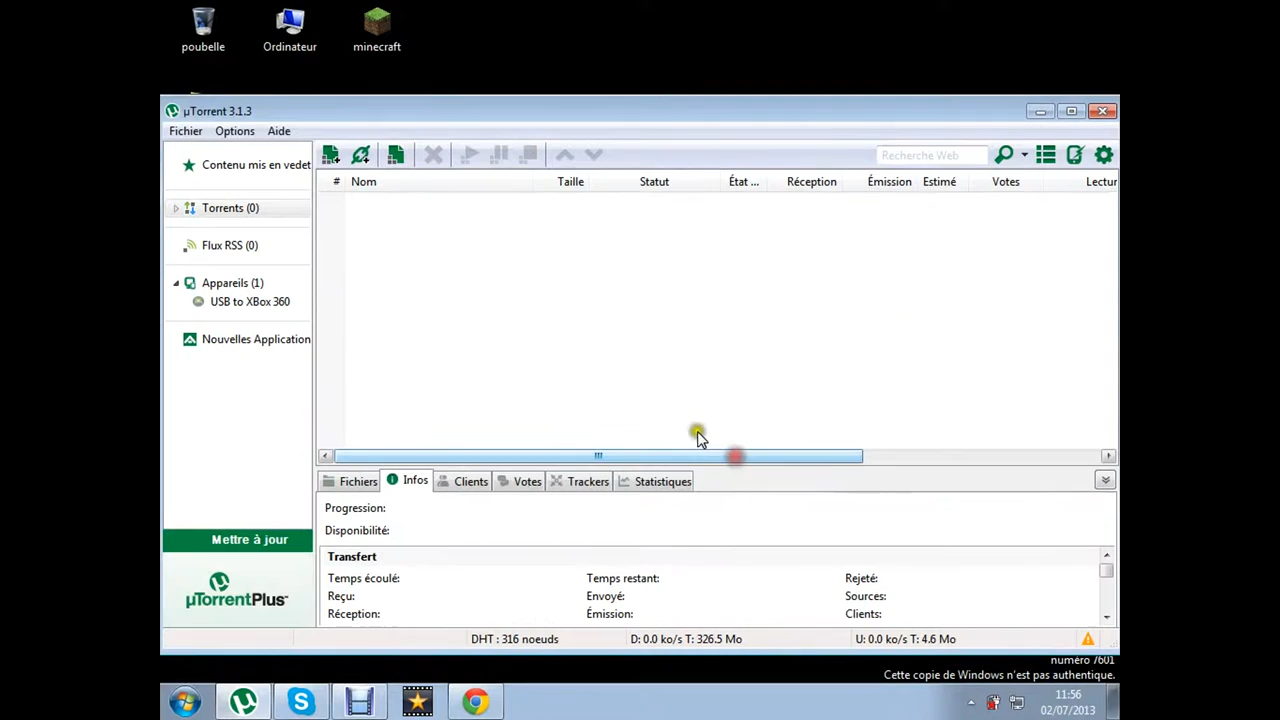 poubelle
Ordinateur
minecraft
µTorrent 3.1.3
Fichier Options Aide
Contenu mis en vedet
Recherche Web
# Nom Taille Statut État ... Réception Émission Estimé Votes Lectur
Torrents (0)
Flux RSS (0)
Appareils (1)
USB to XBox 360
Nouvelles Application
Fichiers Infos Clients Votes Trackers Statistiques
Progression:
Disponibilité:
Mettre à jour
Transfert
Temps écoulé: Temps restant: Rejeté:
Reçu: Envoyé: Sources:
Réception: Émission: Clients:
µTorrentPlus
DHT : 316 noeuds D: 0.0 ko/s T: 326.5 Mo U: 0.0 ko/s T: 4.6 Mo
numéro 7601
Cette copie de Windows n'est pas authentique.
11:56
02/07/2013